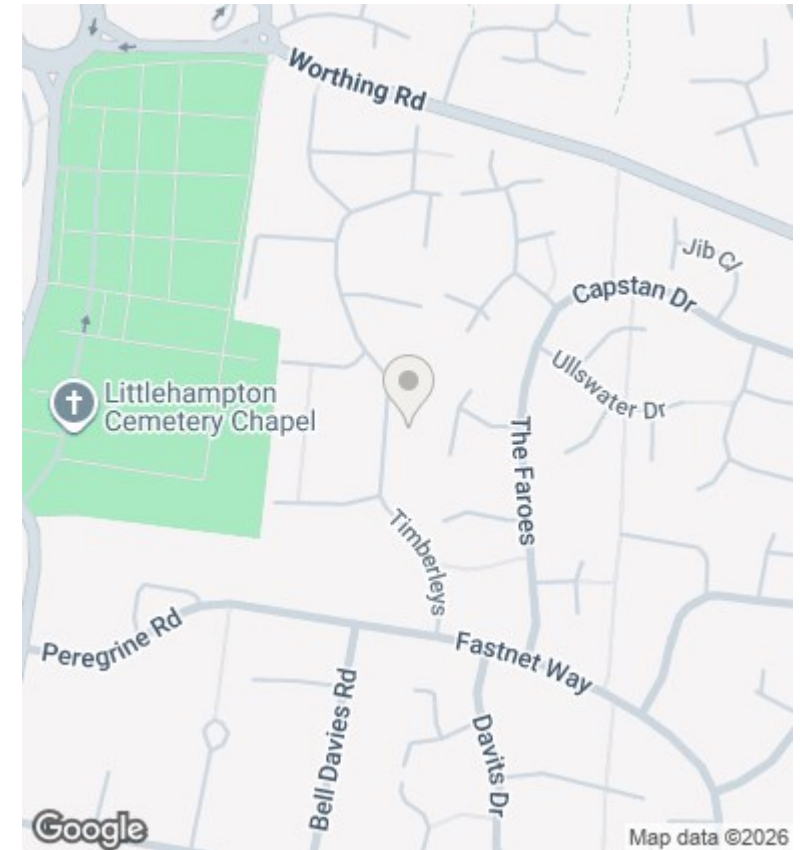 Worthing Rd
Jib C
Capstan Dr
Ullswater Dr
Littlehampton
Cemetery Chapel
The Faroes
Timberleys
Peregrine Rd
Fastnet Way
Bell Davies Rd
Davits Dr
Google
Map data ©2026